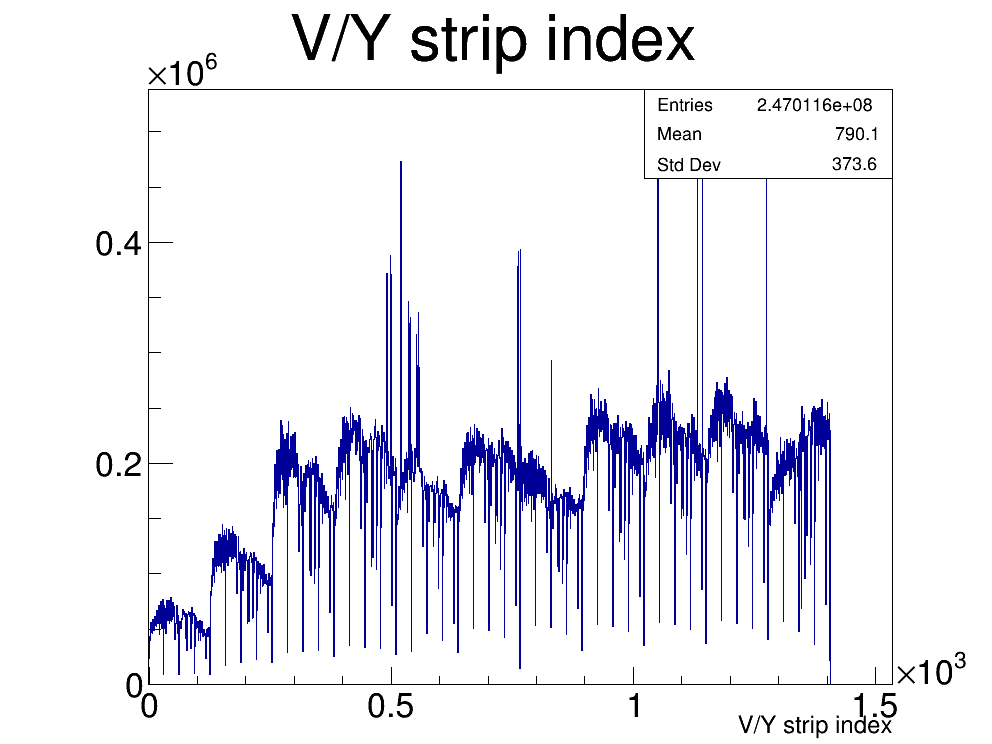 V/Y strip index
×10^6
Entries 2.470116e+08
Mean 790.1
Std Dev 373.6
0.4
0.2
0
0 0.5 1 1.5
×10^3
V/Y strip index